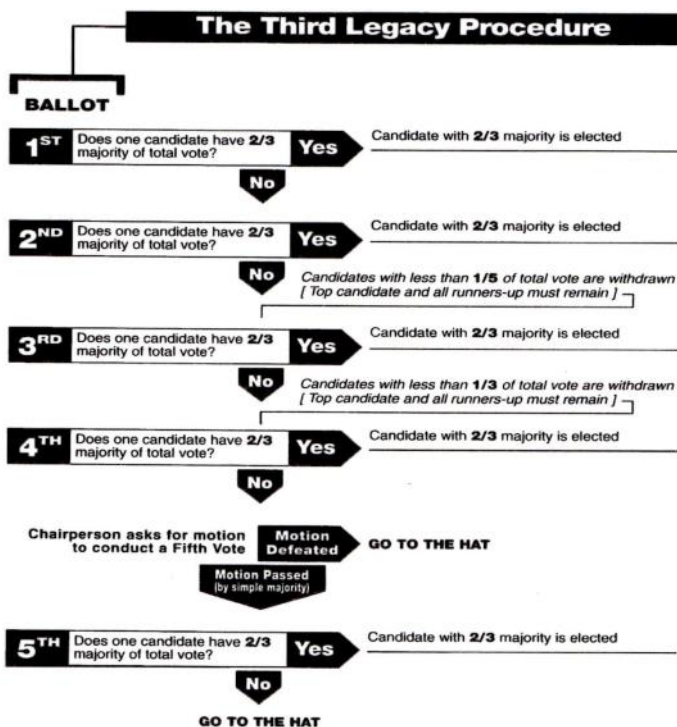 The Third Legacy Procedure
BALLOT
1ST Does one candidate have 2/3
majority of total vote?
Yes
Candidate with 2/3 majority is elected
No
2ND Does one candidate have 2/3
majority of total vote?
Yes
Candidate with 2/3 majority is elected
No
Candidates with less than 1/5 of total vote are withdrawn
[ Top candidate and all runners-up must remain ]
3RD Does one candidate have 2/3
majority of total vote?
Yes
Candidate with 2/3 majority is elected
No
Candidates with less than 1/3 of total vote are withdrawn
[ Top candidate and all runners-up must remain ]
4TH Does one candidate have 2/3
majority of total vote?
Yes
Candidate with 2/3 majority is elected
No
Chairperson asks for motion
to conduct a Fifth Vote
Motion
Defeated
GO TO THE HAT
Motion Passed
(by simple majority)
5TH Does one candidate have 2/3
majority of total vote?
Yes
Candidate with 2/3 majority is elected
No
GO TO THE HAT